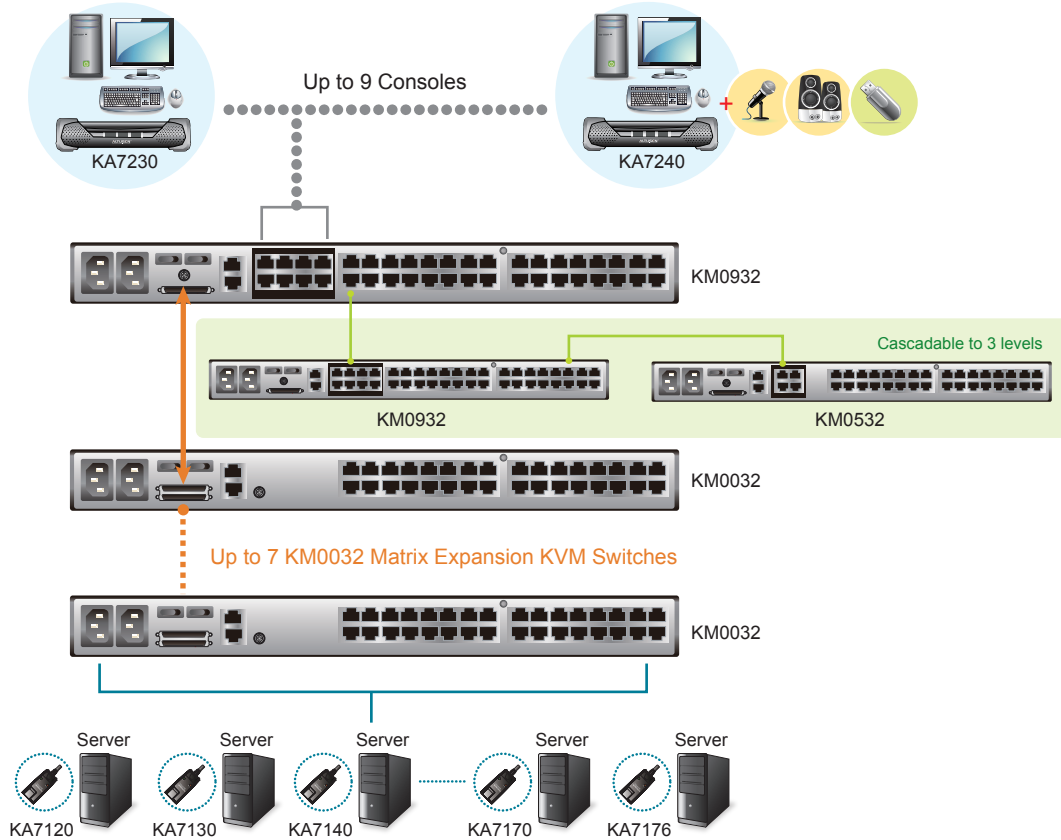 Up to 9 Consoles
KA7230
KA7240
+
KM0932
Cascadable to 3 levels
KM0932
KM0532
KM0032
Up to 7 KM0032 Matrix Expansion KVM Switches
KM0032
Server
Server
Server
Server
Server
KA7120
KA7130
KA7140
KA7170
KA7176